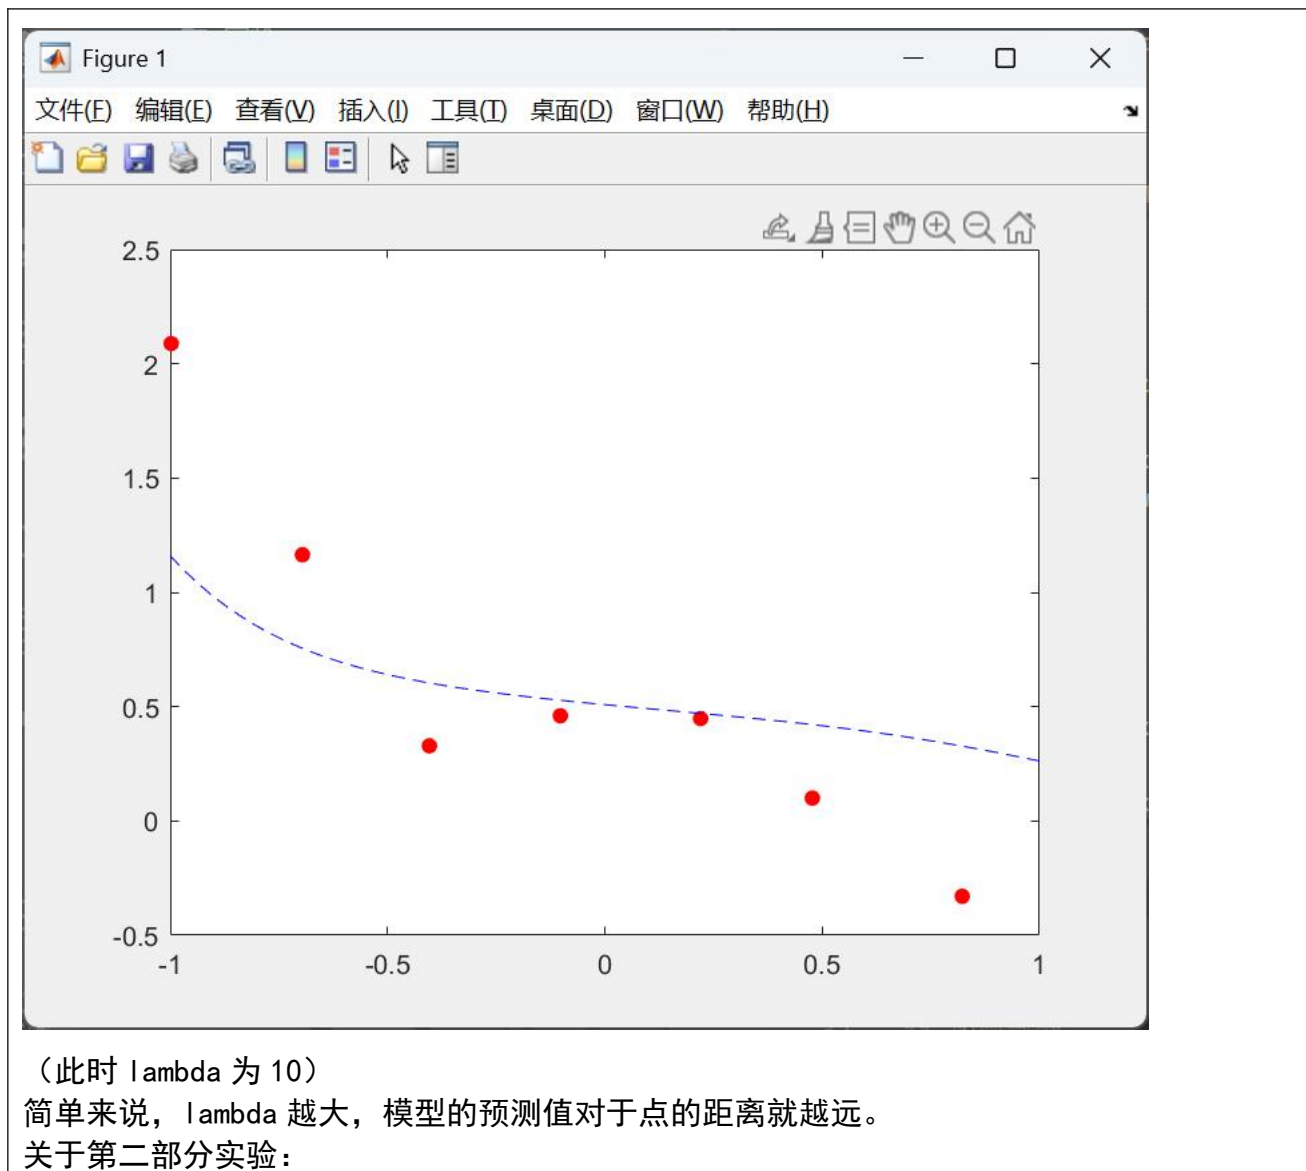 Figure 1
文件(F) 编辑(E) 查看(V) 插入(I) 工具(T) 桌面(D) 窗口(W) 帮助(H)
2.5
2
1.5
1
0.5
0
-0.5
-1 -0.5 0 0.5 1
（此时 lambda 为 10）
简单来说，lambda 越大，模型的预测值对于点的距离就越远。
关于第二部分实验：